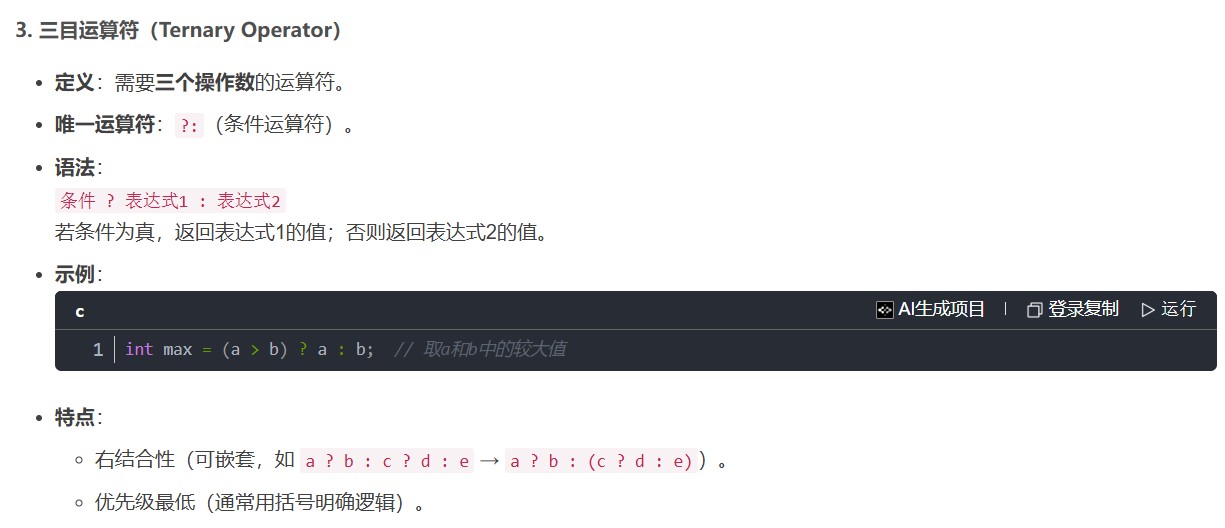 3. 三目运算符（Ternary Operator）
• 定义：需要三个操作数的运算符。
• 唯一运算符：?:（条件运算符）。
• 语法：
条件 ? 表达式1 : 表达式2
若条件为真，返回表达式1的值；否则返回表达式2的值。
• 示例：
c AI生成项目 登录复制 运行
1 int max = (a > b) ? a : b; // 取a和b中的较大值
• 特点：
◦ 右结合性（可嵌套，如 a ? b : c ? d : e → a ? b : (c ? d : e)）。
◦ 优先级最低（通常用括号明确逻辑）。